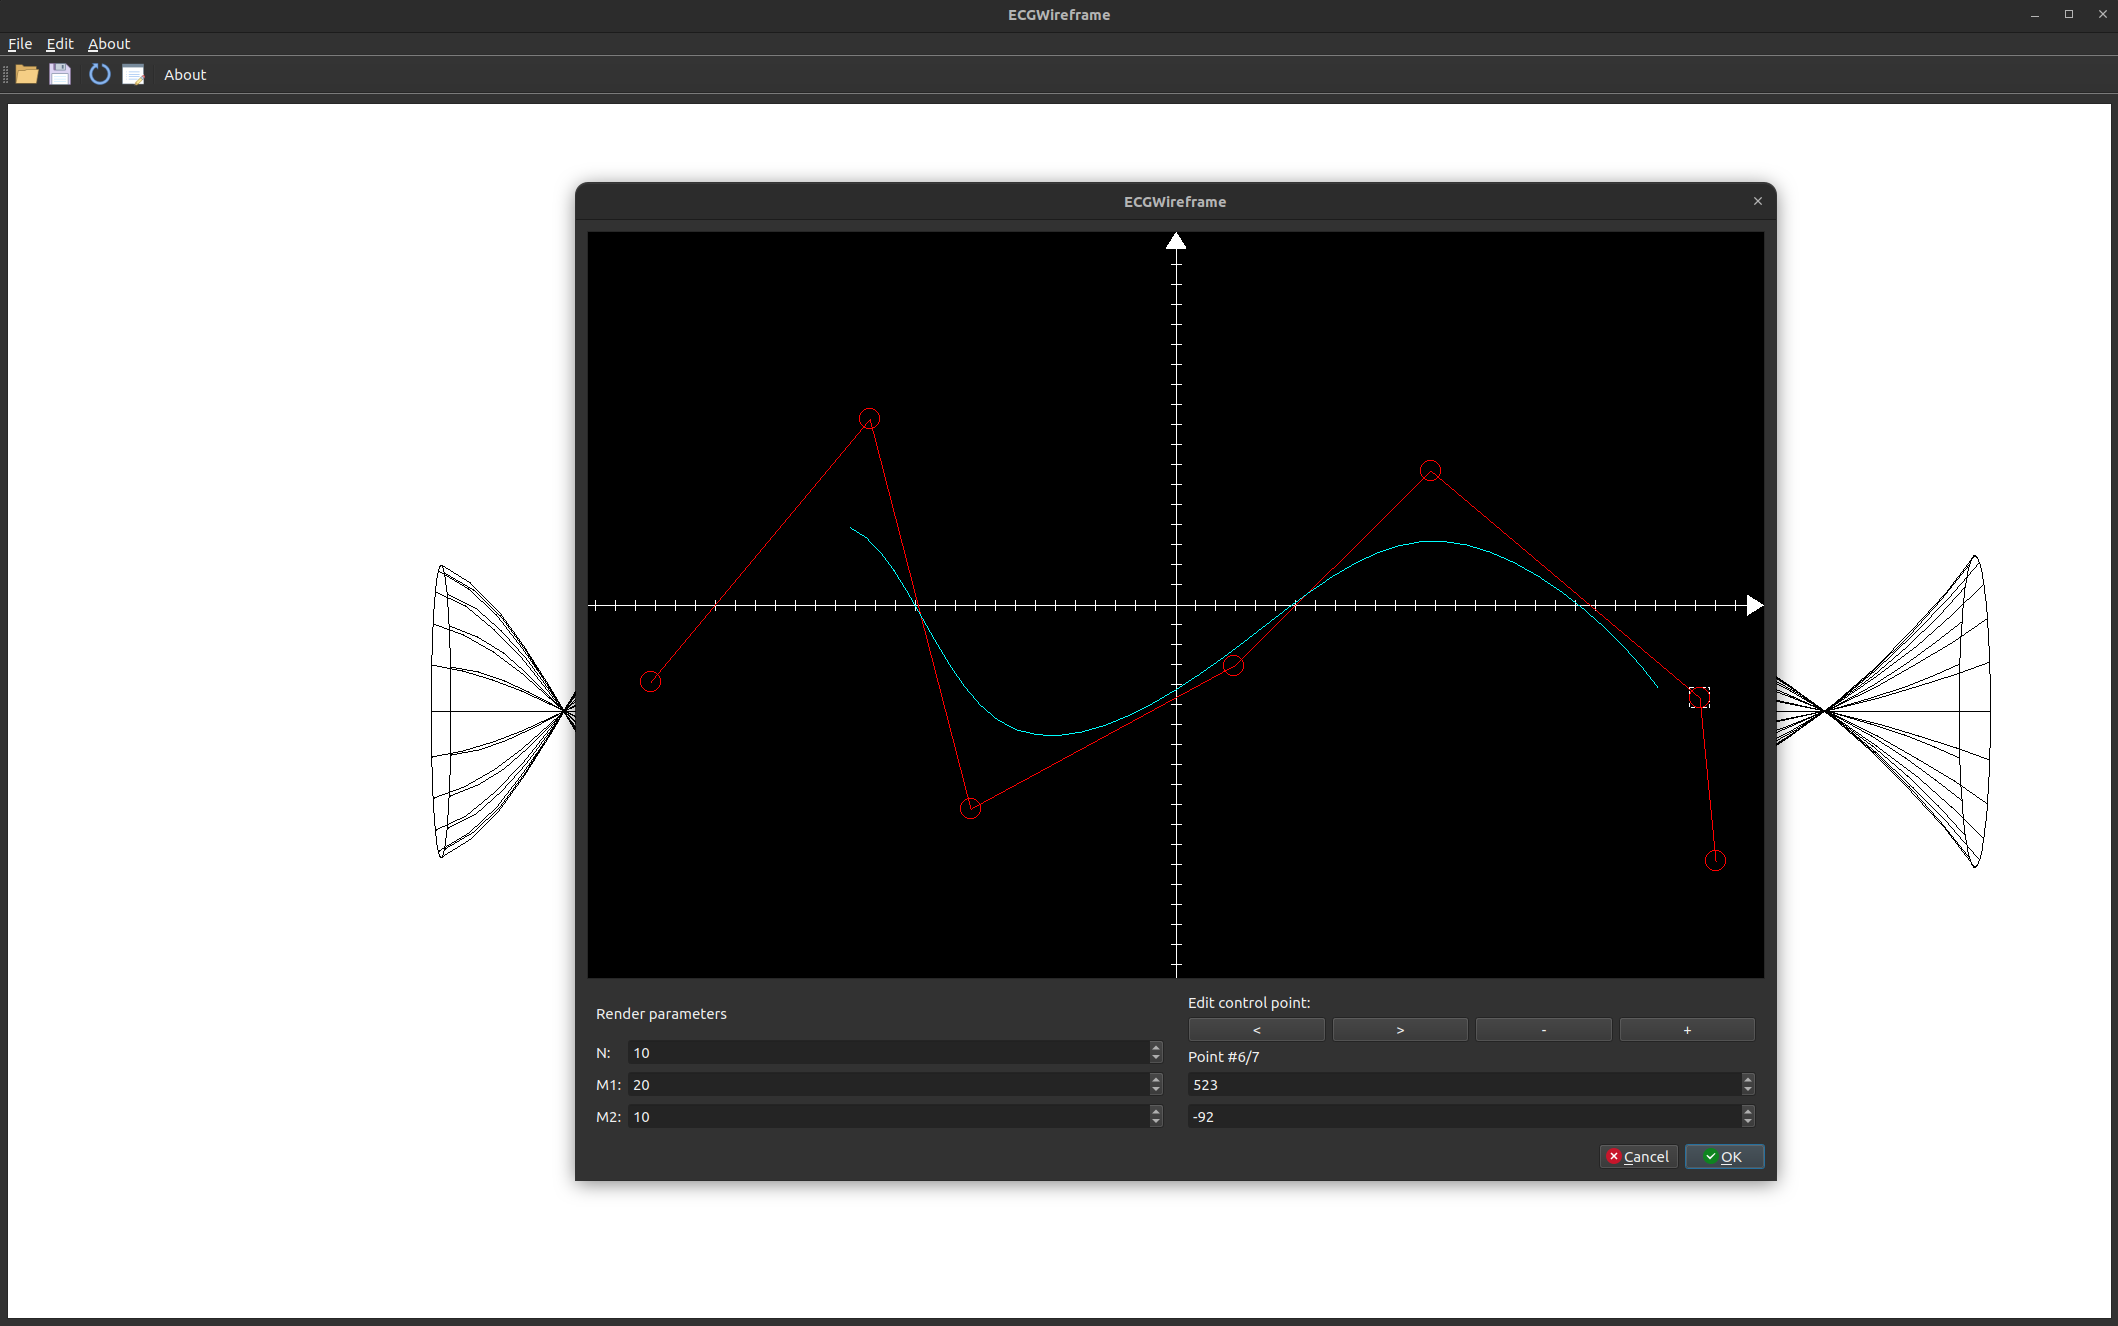 ECGWireframe
File Edit About
About
ECGWireframe
Render parameters
N: 10
M1: 20
M2: 10
Edit control point:
< > - +
Point #6/7
523
-92
Cancel OK